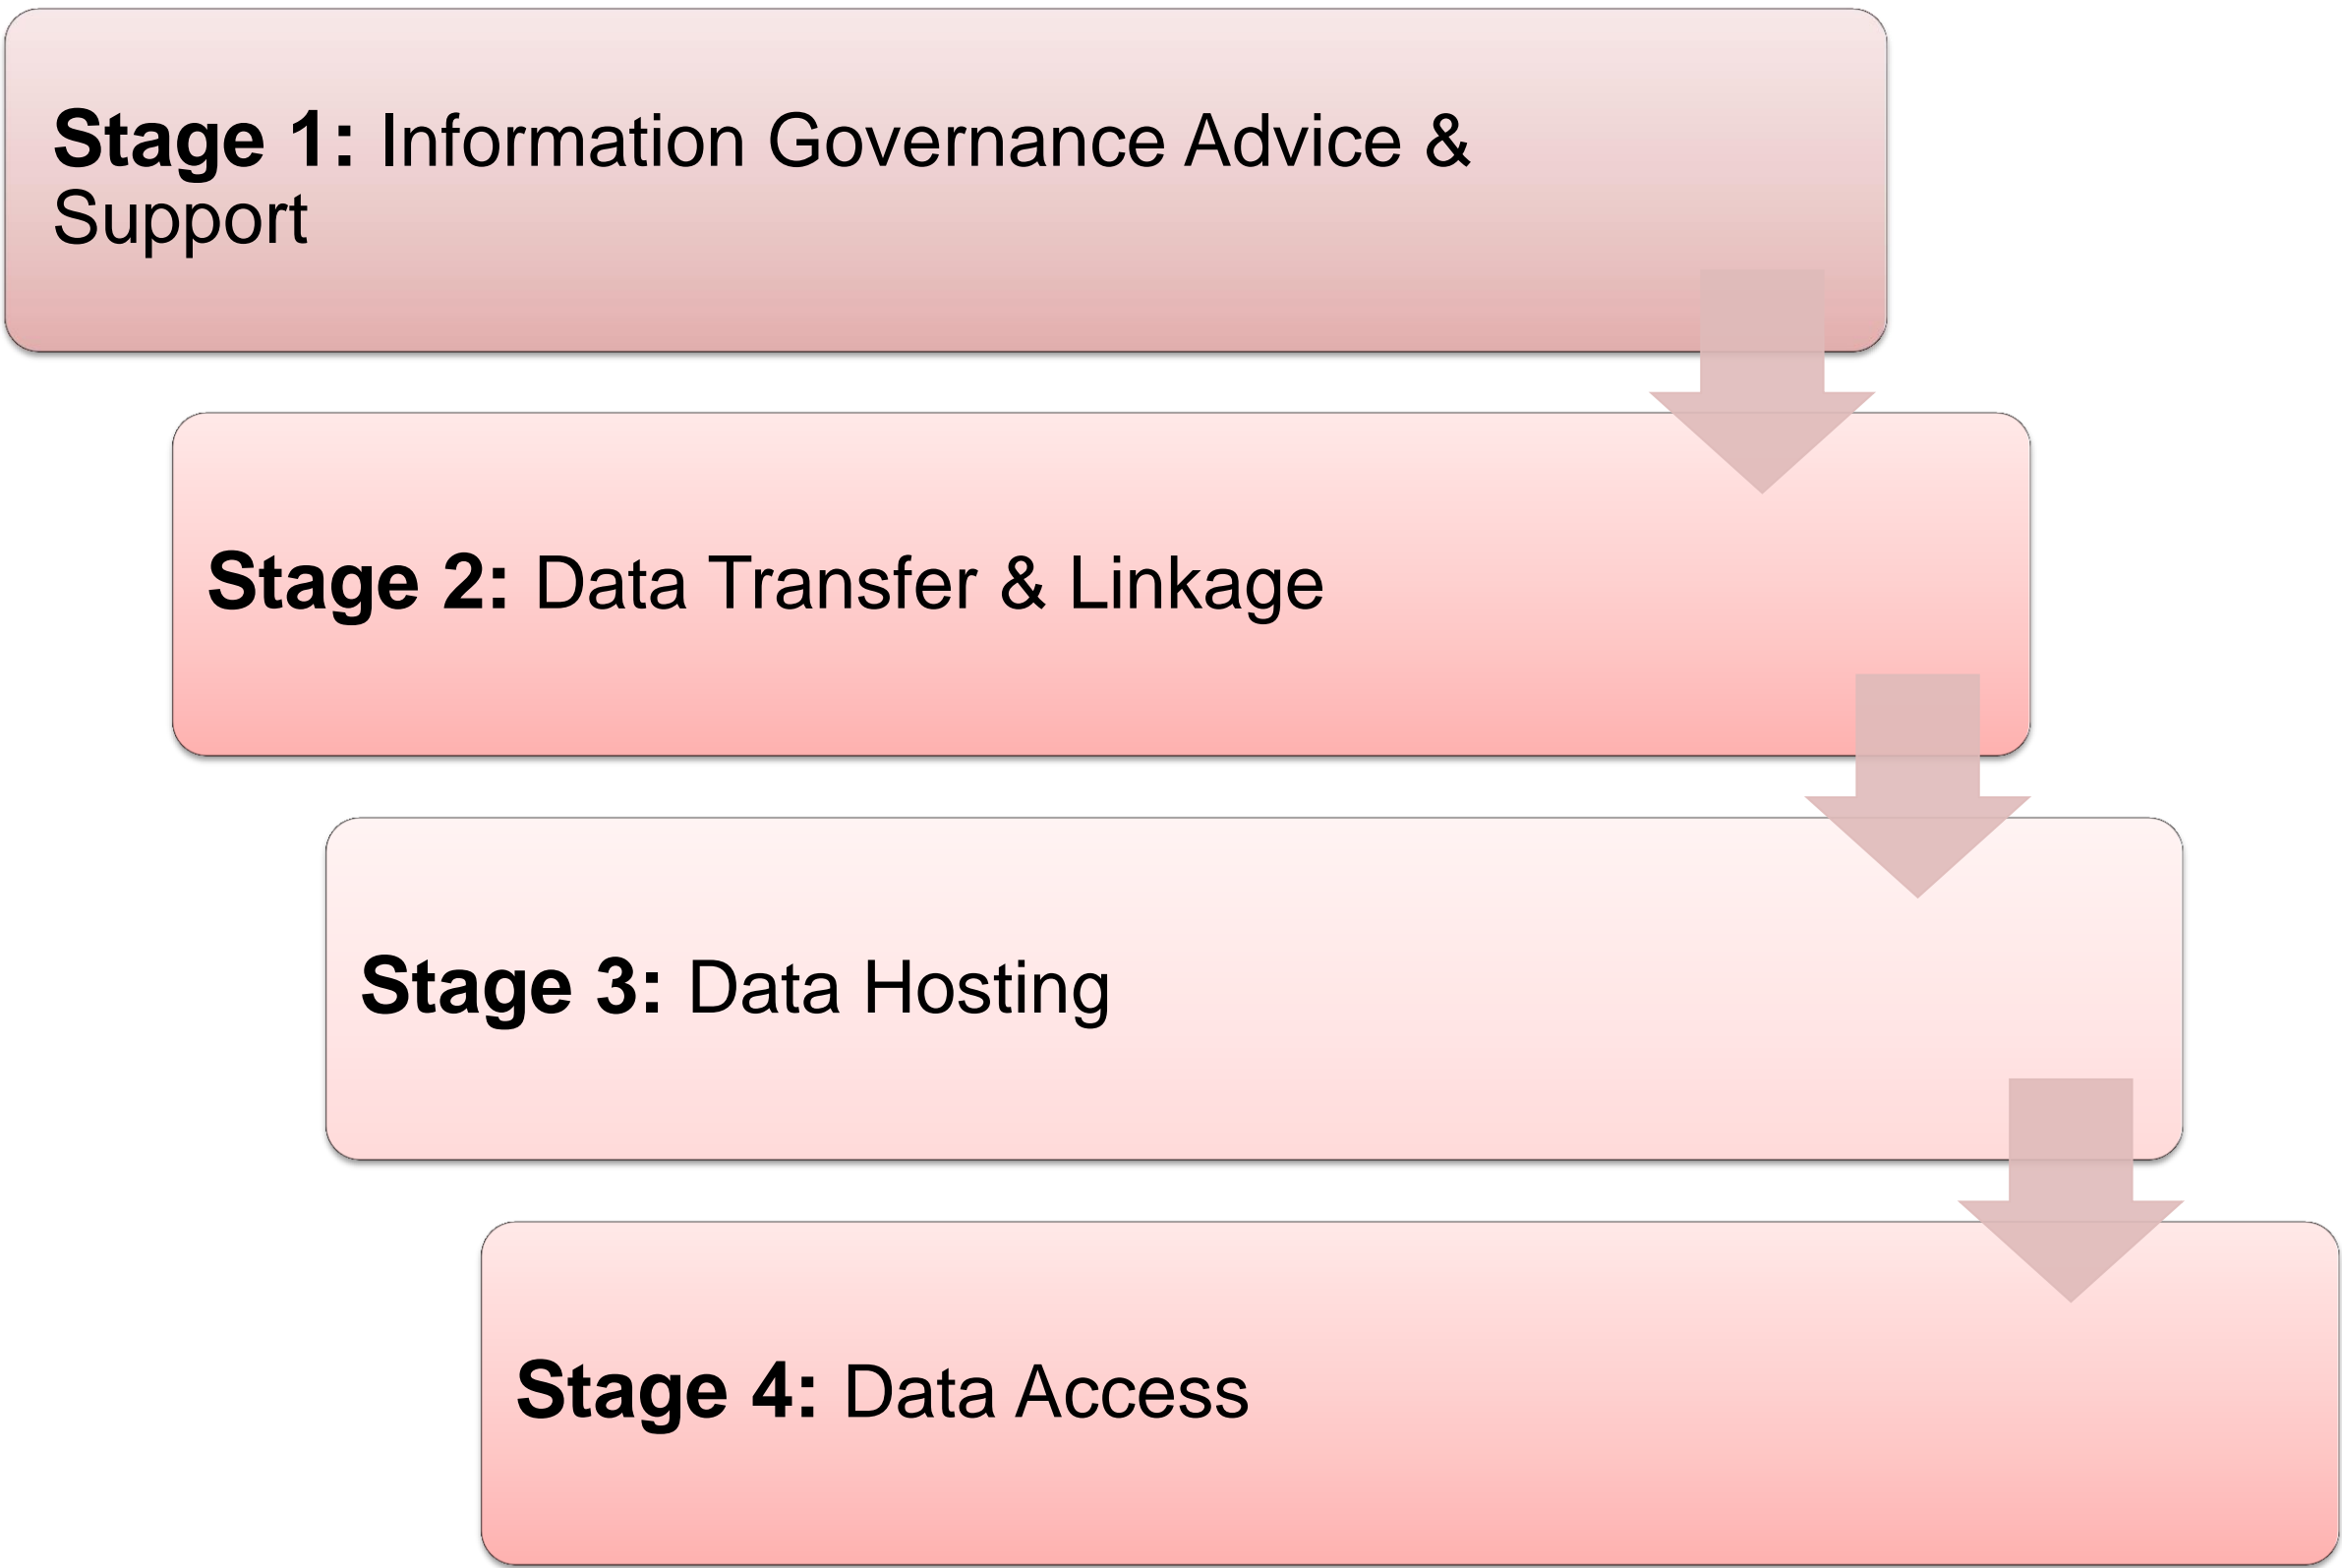 Stage 1: Information Governance Advice &
Support
Stage 2: Data Transfer & Linkage
Stage 3: Data Hosting
Stage 4: Data Access